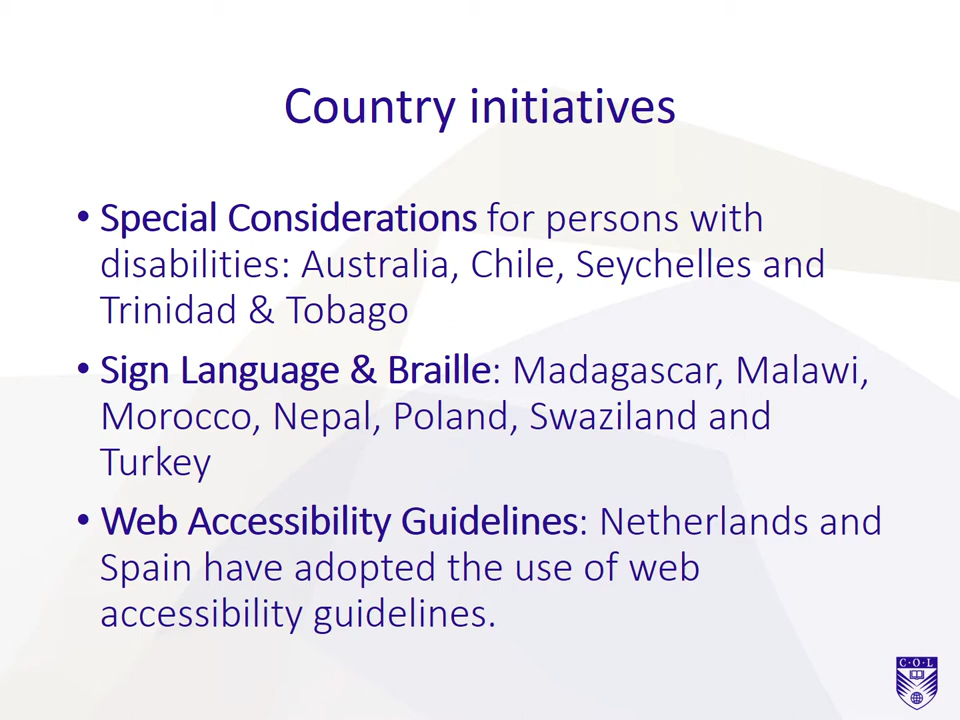 Country initiatives
• Special Considerations for persons with
disabilities: Australia, Chile, Seychelles and
Trinidad & Tobago
• Sign Language & Braille: Madagascar, Malawi,
Morocco, Nepal, Poland, Swaziland and
Turkey
• Web Accessibility Guidelines: Netherlands and
Spain have adopted the use of web
accessibility guidelines.
C·O·L